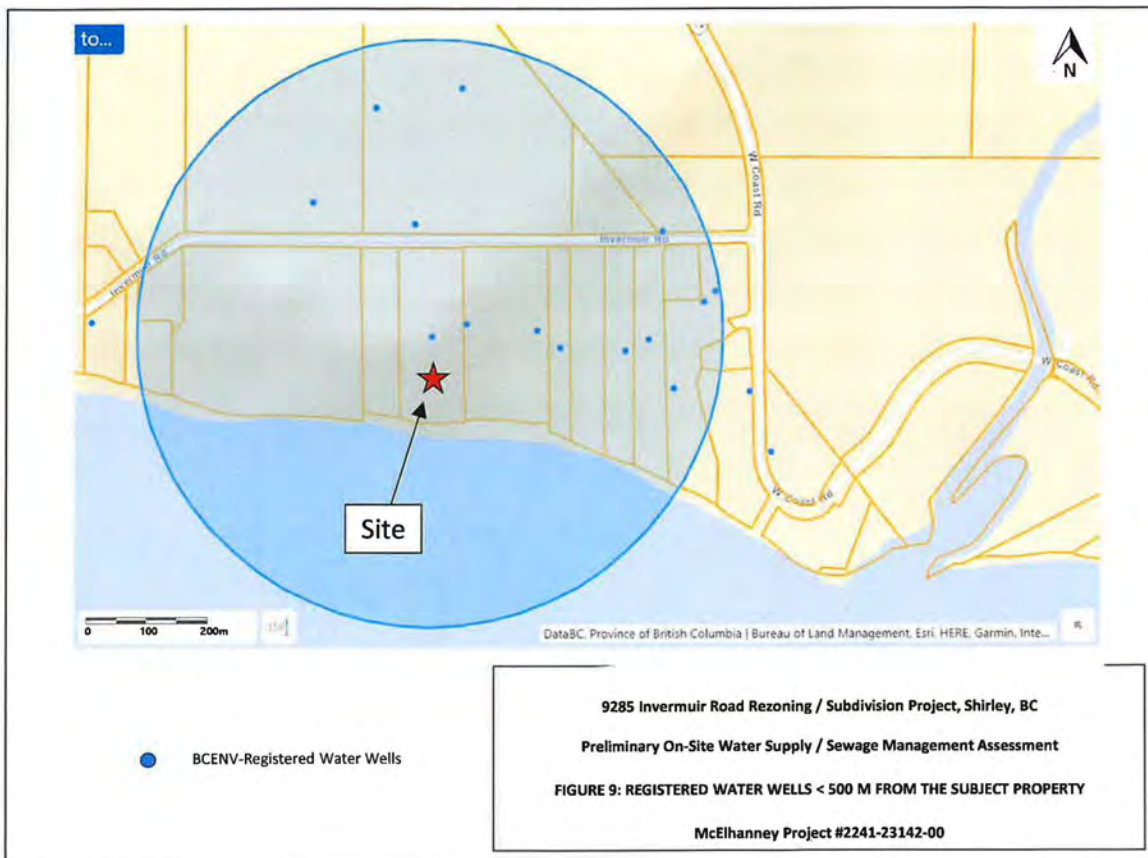 to...
N
W Coast Rd
Invermuir Rd
Invermuir Rd
W Coast Rd
W Coast Rd
Site
0 100 200m
DataBC, Province of British Columbia | Bureau of Land Management, Esri, HERE, Garmin, Inte...
BCENV-Registered Water Wells
9285 Invermuir Road Rezoning / Subdivision Project, Shirley, BC
Preliminary On-Site Water Supply / Sewage Management Assessment
FIGURE 9: REGISTERED WATER WELLS < 500 M FROM THE SUBJECT PROPERTY
McElhanney Project #2241-23142-00